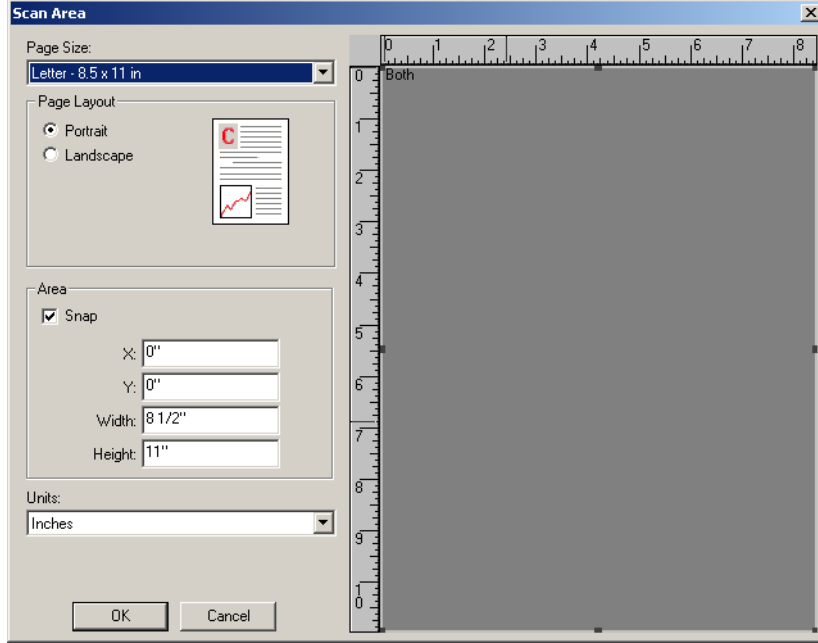 Scan Area
Page Size:
Letter - 8.5 x 11 in
Page Layout
Portrait
Landscape
C
Area
Snap
X: 0"
Y: 0"
Width: 8 1/2"
Height: 11"
Units:
Inches
OK
Cancel
0 1 2 3 4 5 6 7 8
0
Both
1
2
3
4
5
6
7
8
9
10